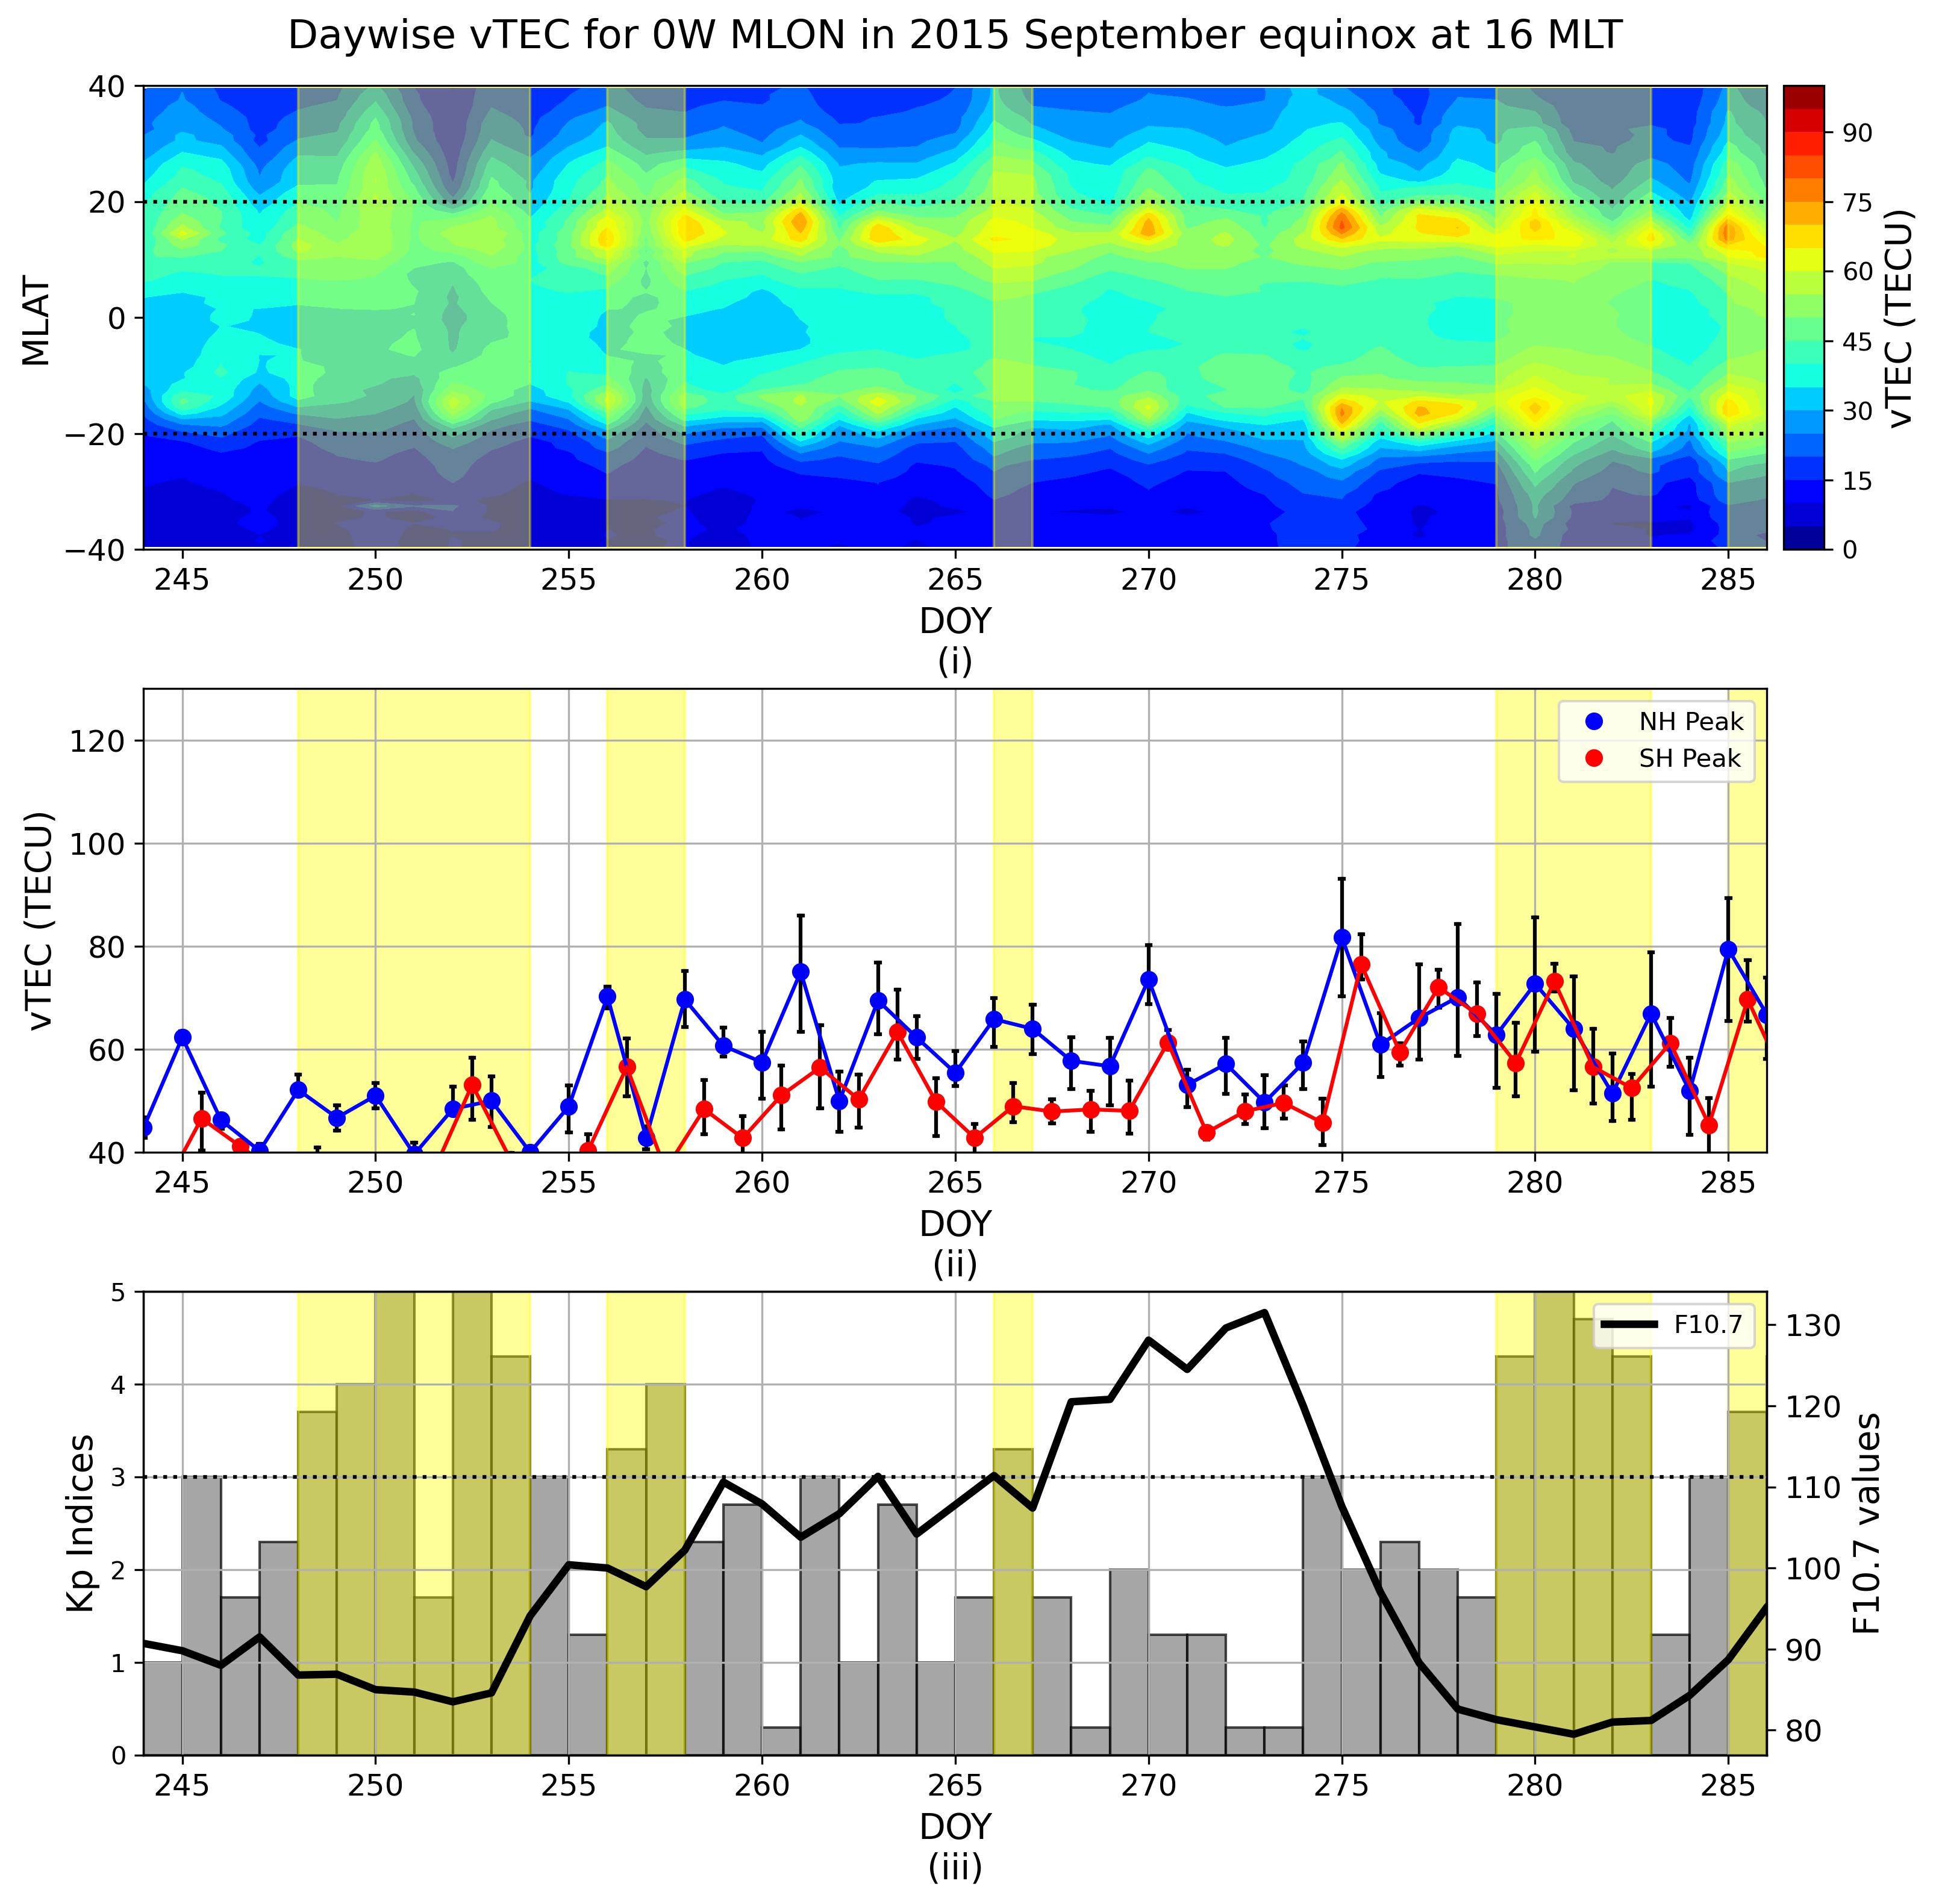 Daywise vTEC for 0W MLON in 2015 September equinox at 16 MLT
40
20
0
−20
−40
MLAT
245 250 255 260 265 270 275 280 285
DOY
(i)
90
75
60
45
30
15
0
vTEC (TECU)
120
100
80
60
40
vTEC (TECU)
NH Peak
SH Peak
245 250 255 260 265 270 275 280 285
DOY
(ii)
5
4
3
2
1
0
Kp Indices
F10.7
130
120
110
100
90
80
F10.7 values
245 250 255 260 265 270 275 280 285
DOY
(iii)